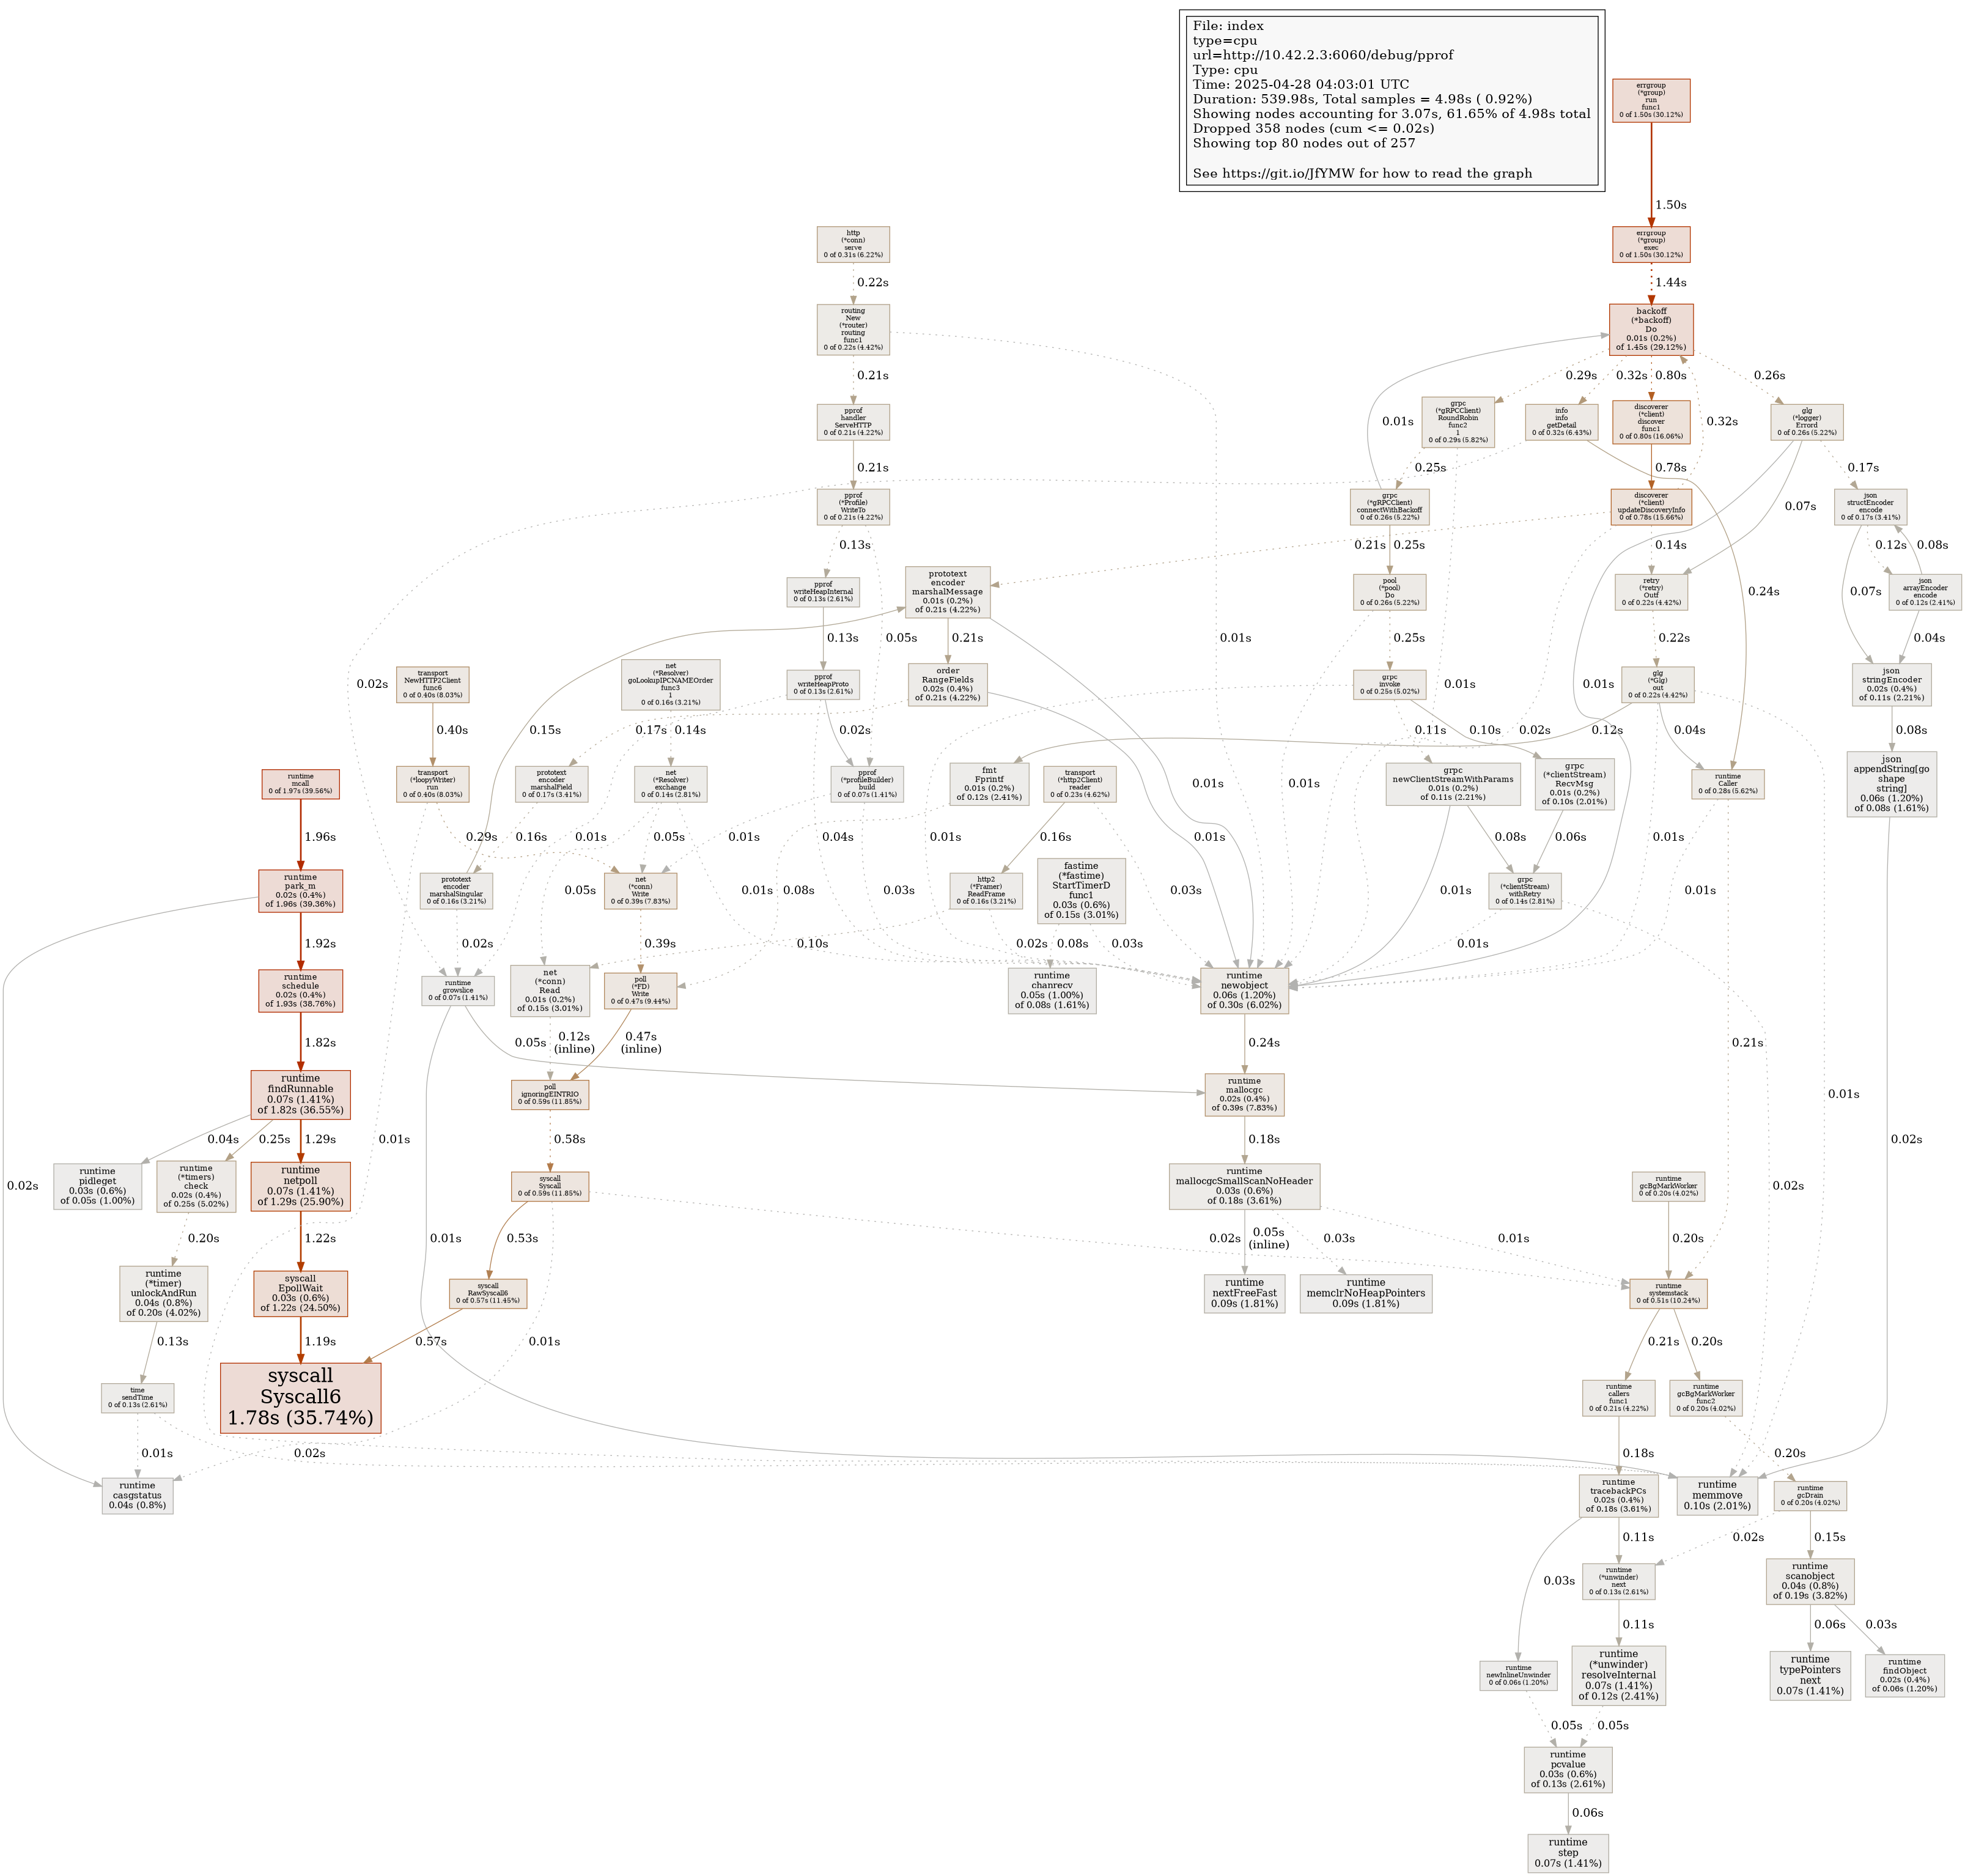 File: index
type=cpu
url=http://10.42.2.3:6060/debug/pprof
Type: cpu
Time: 2025-04-28 04:03:01 UTC
Duration: 539.98s, Total samples = 4.98s ( 0.92%)
Showing nodes accounting for 3.07s, 61.65% of 4.98s total
Dropped 358 nodes (cum <= 0.02s)
Showing top 80 nodes out of 257
See https://git.io/JfYMW for how to read the graph
errgroup
(*group)
run
func1
0 of 1.50s (30.12%)
1.50s
http
(*conn)
serve
0 of 0.31s (6.22%)
errgroup
(*group)
exec
0 of 1.50s (30.12%)
0.22s
1.44s
routing
New
(*router)
routing
func1
0 of 0.22s (4.42%)
backoff
(*backoff)
Do
0.01s (0.2%)
of 1.45s (29.12%)
0.21s
0.29s
0.32s
0.80s
0.26s
pprof
handler
ServeHTTP
0 of 0.21s (4.22%)
0.01s
grpc
(*gRPCClient)
RoundRobin
func2
1
0 of 0.29s (5.82%)
info
info
getDetail
0 of 0.32s (6.43%)
discoverer
(*client)
discover
func1
0 of 0.80s (16.06%)
0.32s
glg
(*logger)
Errord
0 of 0.26s (5.22%)
0.21s
0.25s
0.78s
0.17s
pprof
(*Profile)
WriteTo
0 of 0.21s (4.22%)
grpc
(*gRPCClient)
connectWithBackoff
0 of 0.26s (5.22%)
discoverer
(*client)
updateDiscoveryInfo
0 of 0.78s (15.66%)
0.07s
json
structEncoder
encode
0 of 0.17s (3.41%)
0.13s
0.21s
0.25s
0.14s
0.12s
0.08s
pprof
writeHeapInternal
0 of 0.13s (2.61%)
prototext
encoder
marshalMessage
0.01s (0.2%)
of 0.21s (4.22%)
pool
(*pool)
Do
0 of 0.26s (5.22%)
retry
(*retry)
Outf
0 of 0.22s (4.42%)
0.24s
0.07s
json
arrayEncoder
encode
0 of 0.12s (2.41%)
0.13s
0.05s
0.21s
0.01s
0.25s
0.22s
0.04s
0.02s
transport
NewHTTP2Client
func6
0 of 0.40s (8.03%)
net
(*Resolver)
goLookupIPCNAMEOrder
func3
1
0 of 0.16s (3.21%)
pprof
writeHeapProto
0 of 0.13s (2.61%)
order
RangeFields
0.02s (0.4%)
of 0.21s (4.22%)
grpc
invoke
0 of 0.25s (5.02%)
0.01s
0.01s
glg
(*Glg)
out
0 of 0.22s (4.42%)
json
stringEncoder
0.02s (0.4%)
of 0.11s (2.21%)
0.40s
0.15s
0.17s
0.14s
0.02s
0.11s
0.10s
0.02s
0.12s
0.04s
0.08s
runtime
mcall
0 of 1.97s (39.56%)
transport
(*loopyWriter)
run
0 of 0.40s (8.03%)
prototext
encoder
marshalField
0 of 0.17s (3.41%)
net
(*Resolver)
exchange
0 of 0.14s (2.81%)
pprof
(*profileBuilder)
build
0 of 0.07s (1.41%)
fmt
Fprintf
0.01s (0.2%)
of 0.12s (2.41%)
transport
(*http2Client)
reader
0 of 0.23s (4.62%)
0.01s
0.01s
grpc
newClientStreamWithParams
0.01s (0.2%)
of 0.11s (2.21%)
grpc
(*clientStream)
RecvMsg
0.01s (0.2%)
of 0.10s (2.01%)
runtime
Caller
0 of 0.28s (5.62%)
json
appendString[go
shape
string]
0.06s (1.20%)
of 0.08s (1.61%)
1.96s
0.29s
0.16s
0.01s
0.05s
0.01s
0.04s
0.01s
0.16s
0.01s
0.08s
0.06s
0.01s
runtime
park_m
0.02s (0.4%)
of 1.96s (39.36%)
prototext
encoder
marshalSingular
0 of 0.16s (3.21%)
0.05s
net
(*conn)
Write
0 of 0.39s (7.83%)
0.01s
0.08s
0.03s
http2
(*Framer)
ReadFrame
0 of 0.16s (3.21%)
fastime
(*fastime)
StartTimerD
func1
0.03s (0.6%)
of 0.15s (3.01%)
0.03s
0.01s
grpc
(*clientStream)
withRetry
0 of 0.14s (2.81%)
0.01s
1.92s
0.02s
0.39s
0.10s
0.02s
0.08s
0.03s
0.01s
runtime
schedule
0.02s (0.4%)
of 1.93s (38.76%)
runtime
growslice
0 of 0.07s (1.41%)
net
(*conn)
Read
0.01s (0.2%)
of 0.15s (3.01%)
poll
(*FD)
Write
0 of 0.47s (9.44%)
runtime
chanrecv
0.05s (1.00%)
of 0.08s (1.61%)
runtime
newobject
0.06s (1.20%)
of 0.30s (6.02%)
1.82s
0.05s
0.12s
(inline)
0.47s
(inline)
0.24s
0.21s
runtime
findRunnable
0.07s (1.41%)
of 1.82s (36.55%)
poll
ignoringEINTRIO
0 of 0.59s (11.85%)
runtime
mallocgc
0.02s (0.4%)
of 0.39s (7.83%)
0.01s
0.04s
0.25s
1.29s
0.01s
0.58s
0.18s
0.02s
runtime
pidleget
0.03s (0.6%)
of 0.05s (1.00%)
runtime
(*timers)
check
0.02s (0.4%)
of 0.25s (5.02%)
runtime
netpoll
0.07s (1.41%)
of 1.29s (25.90%)
syscall
Syscall
0 of 0.59s (11.85%)
runtime
mallocgcSmallScanNoHeader
0.03s (0.6%)
of 0.18s (3.61%)
runtime
gcBgMarkWorker
0 of 0.20s (4.02%)
0.02s
0.02s
0.20s
1.22s
0.01s
0.53s
0.02s
0.05s
(inline)
0.03s
0.01s
0.20s
runtime
(*timer)
unlockAndRun
0.04s (0.8%)
of 0.20s (4.02%)
syscall
EpollWait
0.03s (0.6%)
of 1.22s (24.50%)
syscall
RawSyscall6
0 of 0.57s (11.45%)
runtime
nextFreeFast
0.09s (1.81%)
runtime
memclrNoHeapPointers
0.09s (1.81%)
runtime
systemstack
0 of 0.51s (10.24%)
0.13s
1.19s
0.57s
0.01s
0.21s
0.20s
time
sendTime
0 of 0.13s (2.61%)
syscall
Syscall6
1.78s (35.74%)
runtime
callers
func1
0 of 0.21s (4.22%)
runtime
gcBgMarkWorker
func2
0 of 0.20s (4.02%)
0.01s
0.02s
0.18s
0.20s
runtime
casgstatus
0.04s (0.8%)
runtime
tracebackPCs
0.02s (0.4%)
of 0.18s (3.61%)
runtime
memmove
0.10s (2.01%)
runtime
gcDrain
0 of 0.20s (4.02%)
0.11s
0.02s
0.15s
0.03s
runtime
(*unwinder)
next
0 of 0.13s (2.61%)
runtime
scanobject
0.04s (0.8%)
of 0.19s (3.82%)
0.11s
0.06s
0.03s
runtime
newInlineUnwinder
0 of 0.06s (1.20%)
runtime
(*unwinder)
resolveInternal
0.07s (1.41%)
of 0.12s (2.41%)
runtime
typePointers
next
0.07s (1.41%)
runtime
findObject
0.02s (0.4%)
of 0.06s (1.20%)
0.05s
0.05s
runtime
pcvalue
0.03s (0.6%)
of 0.13s (2.61%)
0.06s
runtime
step
0.07s (1.41%)